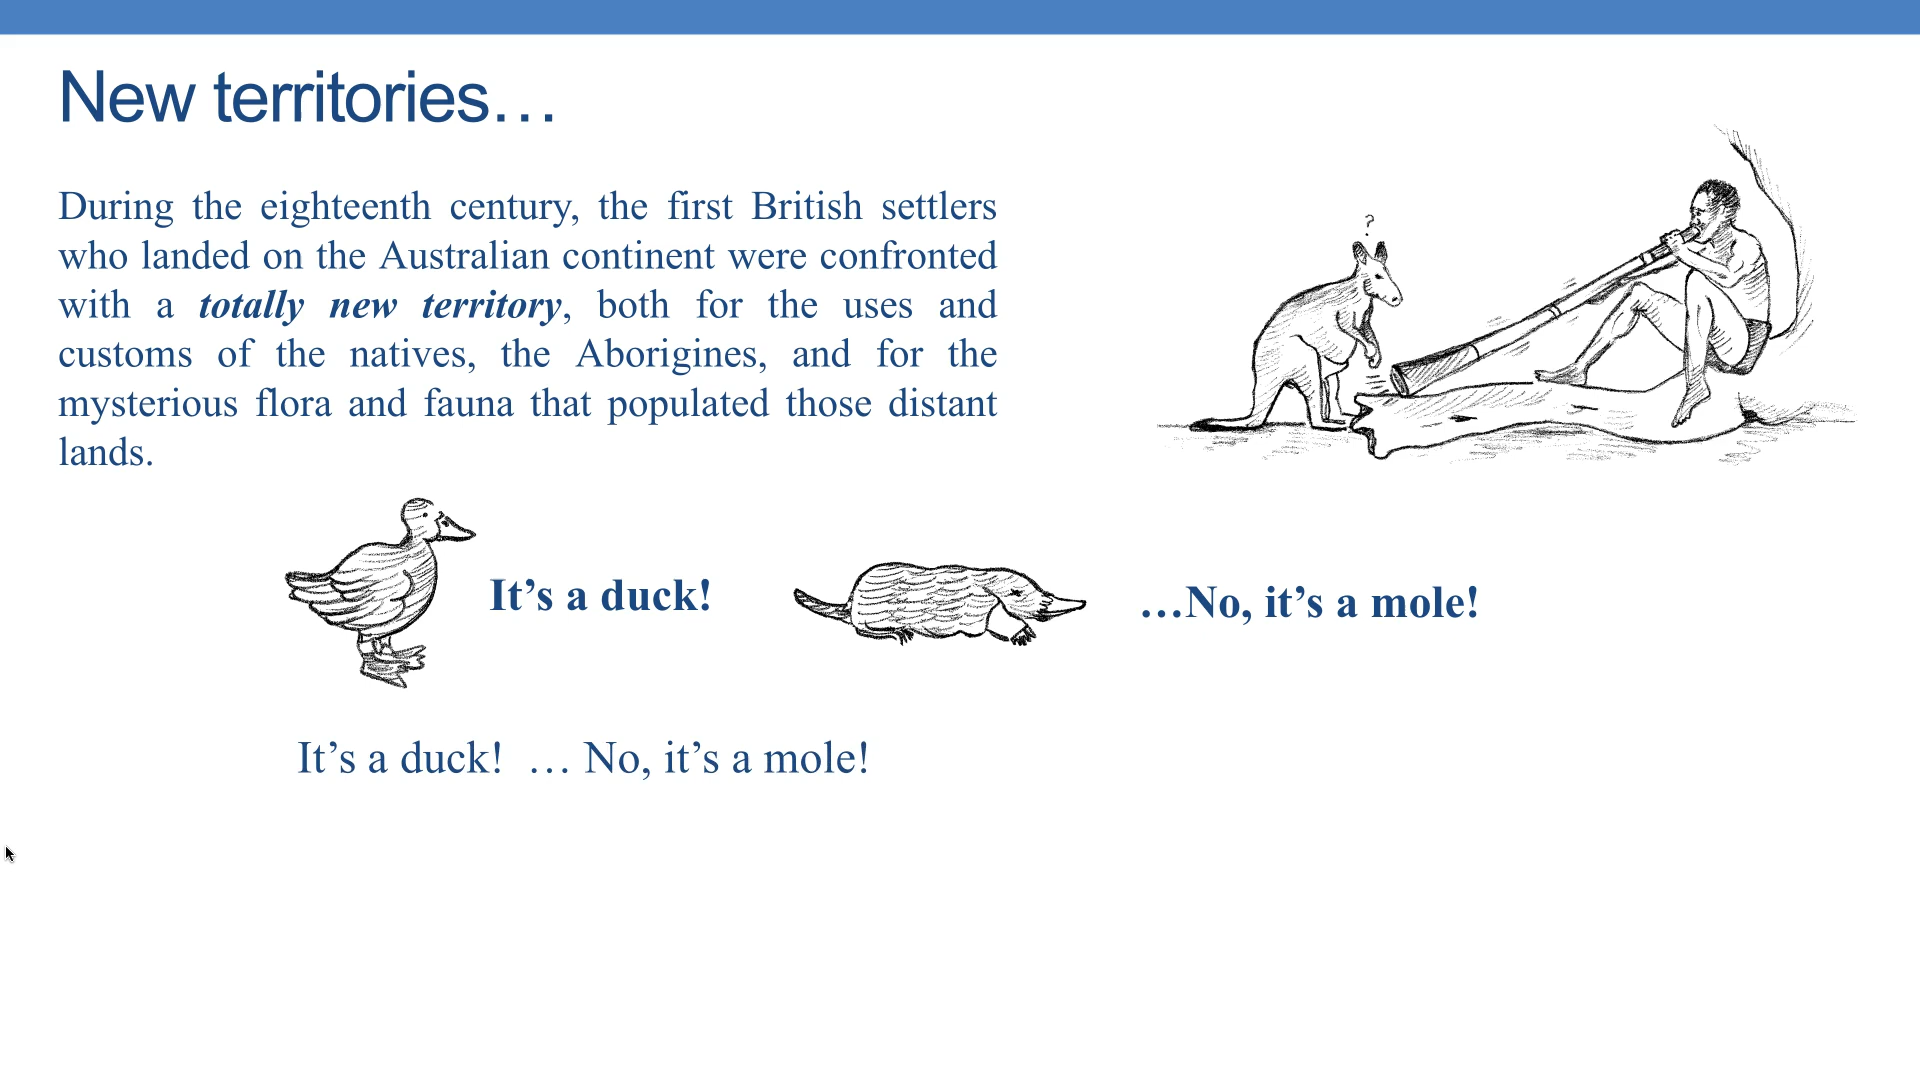 New territories…
During the eighteenth century, the first British settlers
who landed on the Australian continent were confronted
with a totally new territory, both for the uses and
customs of the natives, the Aborigines, and for the
mysterious flora and fauna that populated those distant
lands.
?
It’s a duck!
…No, it’s a mole!
It’s a duck! … No, it’s a mole!